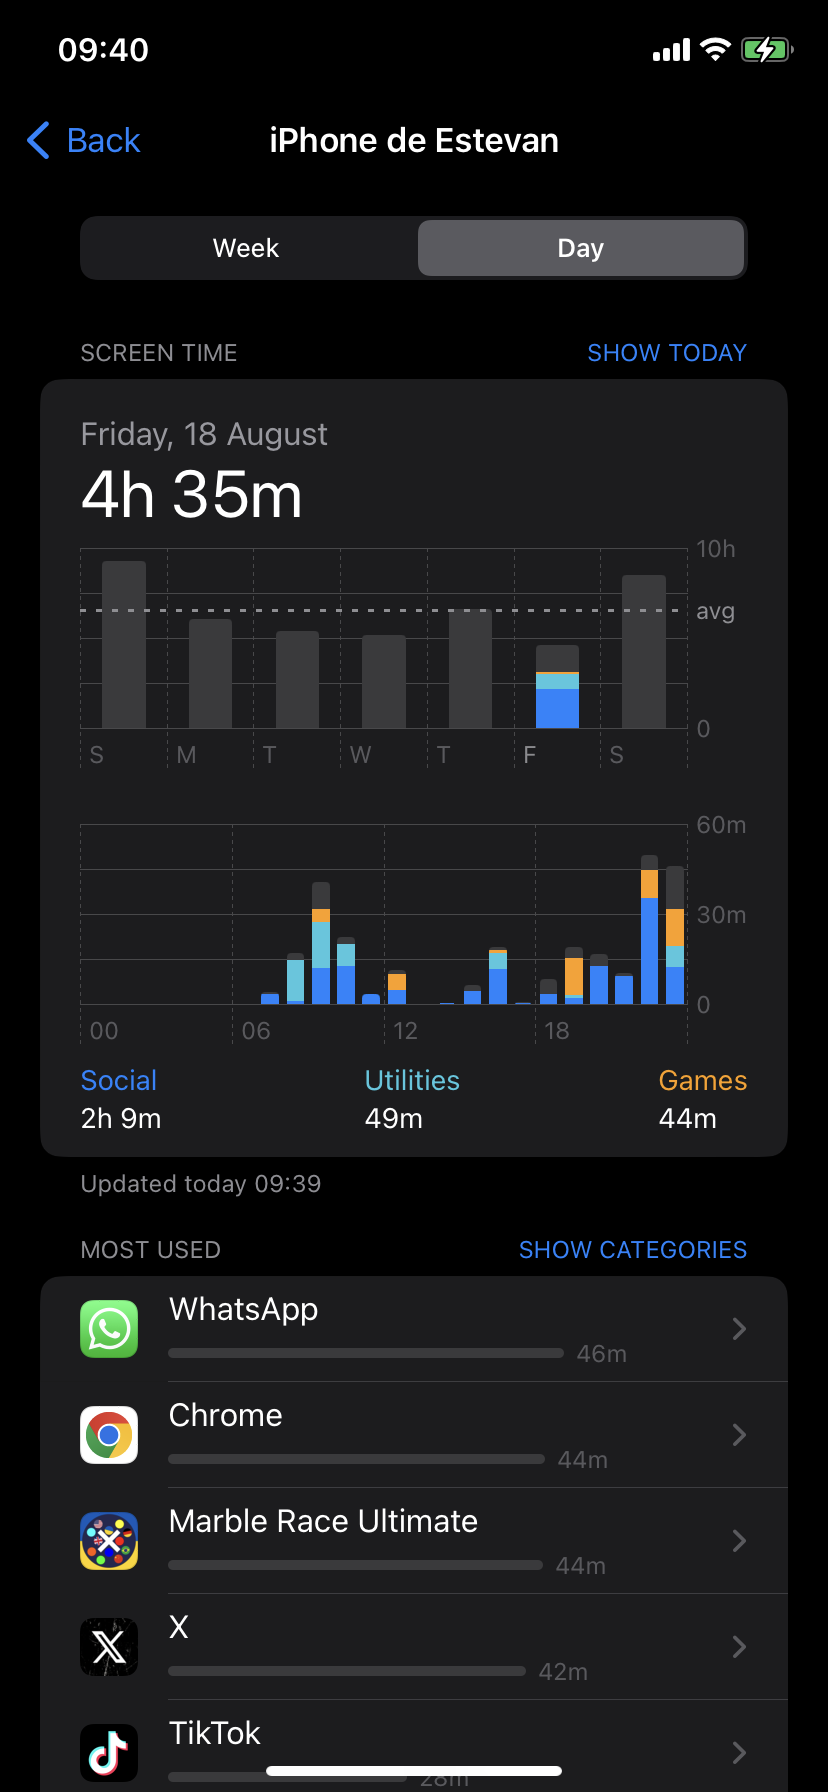 09:40
Back
iPhone de Estevan
Week
Day
SCREEN TIME
SHOW TODAY
Friday, 18 August
4h 35m
10h
avg
0
S M T W T F S
60m
30m
0
00 06 12 18
Social
Utilities
Games
2h 9m
49m
44m
Updated today 09:39
MOST USED
SHOW CATEGORIES
WhatsApp
46m
Chrome
44m
Marble Race Ultimate
44m
X
42m
TikTok
28m